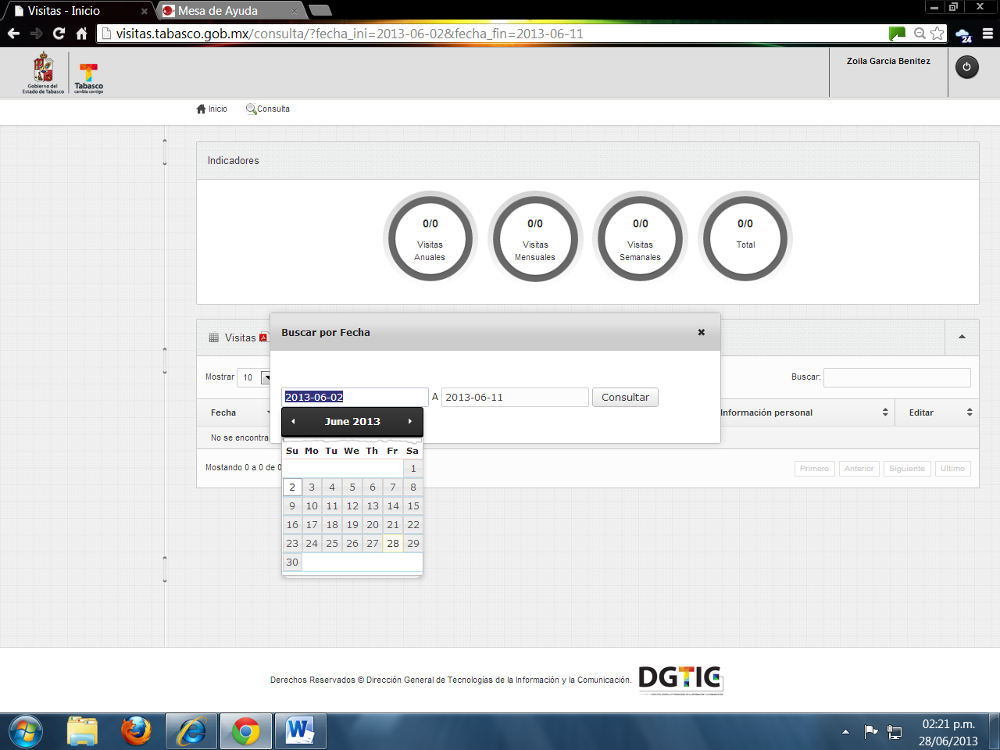 Visitas - Inicio
Mesa de Ayuda
visitas.tabasco.gob.mx/consulta/?fecha_ini=2013-06-02&fecha_fin=2013-06-11
24
Gobierno del
Estado de Tabasco
Tabasco
cambia contigo
Zoila Garcia Benitez
Inicio
Consulta
Indicadores
0/0
Visitas
Anuales
0/0
Visitas
Mensuales
0/0
Visitas
Semanales
0/0
Total
Visitas
Buscar por Fecha
Mostrar 10
Buscar:
2013-06-02 A 2013-06-11 Consultar
Fecha
Información personal
Editar
No se encontra
Mostando 0 a 0 de 0
Primero Anterior Siguiente Ultimo
June 2013
Su Mo Tu We Th Fr Sa
1
2 3 4 5 6 7 8
9 10 11 12 13 14 15
16 17 18 19 20 21 22
23 24 25 26 27 28 29
30
Derechos Reservados © Dirección General de Tecnologías de la Información y la Comunicación.
DGTIC
02:21 p.m.
28/06/2013